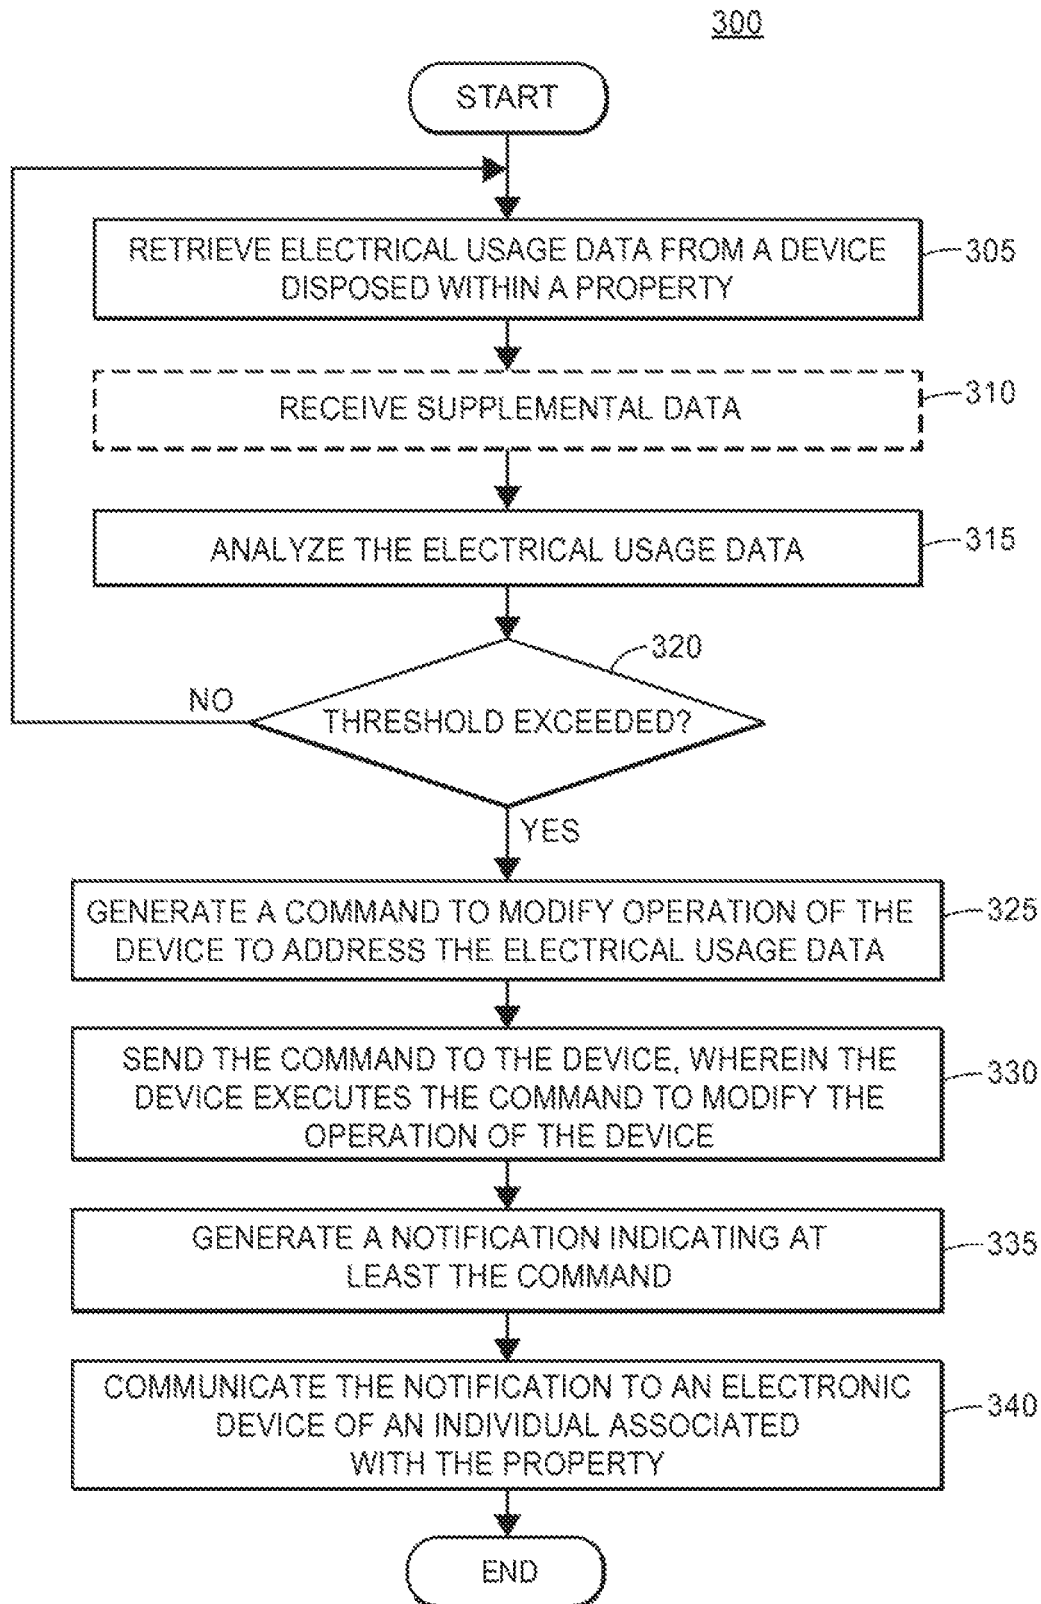 300
START
RETRIEVE ELECTRICAL USAGE DATA FROM A DEVICE
DISPOSED WITHIN A PROPERTY
305
RECEIVE SUPPLEMENTAL DATA
310
ANALYZE THE ELECTRICAL USAGE DATA
315
320
NO
THRESHOLD EXCEEDED?
YES
GENERATE A COMMAND TO MODIFY OPERATION OF THE
DEVICE TO ADDRESS THE ELECTRICAL USAGE DATA
325
SEND THE COMMAND TO THE DEVICE, WHEREIN THE
DEVICE EXECUTES THE COMMAND TO MODIFY THE
OPERATION OF THE DEVICE
330
GENERATE A NOTIFICATION INDICATING AT
LEAST THE COMMAND
335
COMMUNICATE THE NOTIFICATION TO AN ELECTRONIC
DEVICE OF AN INDIVIDUAL ASSOCIATED
WITH THE PROPERTY
340
END